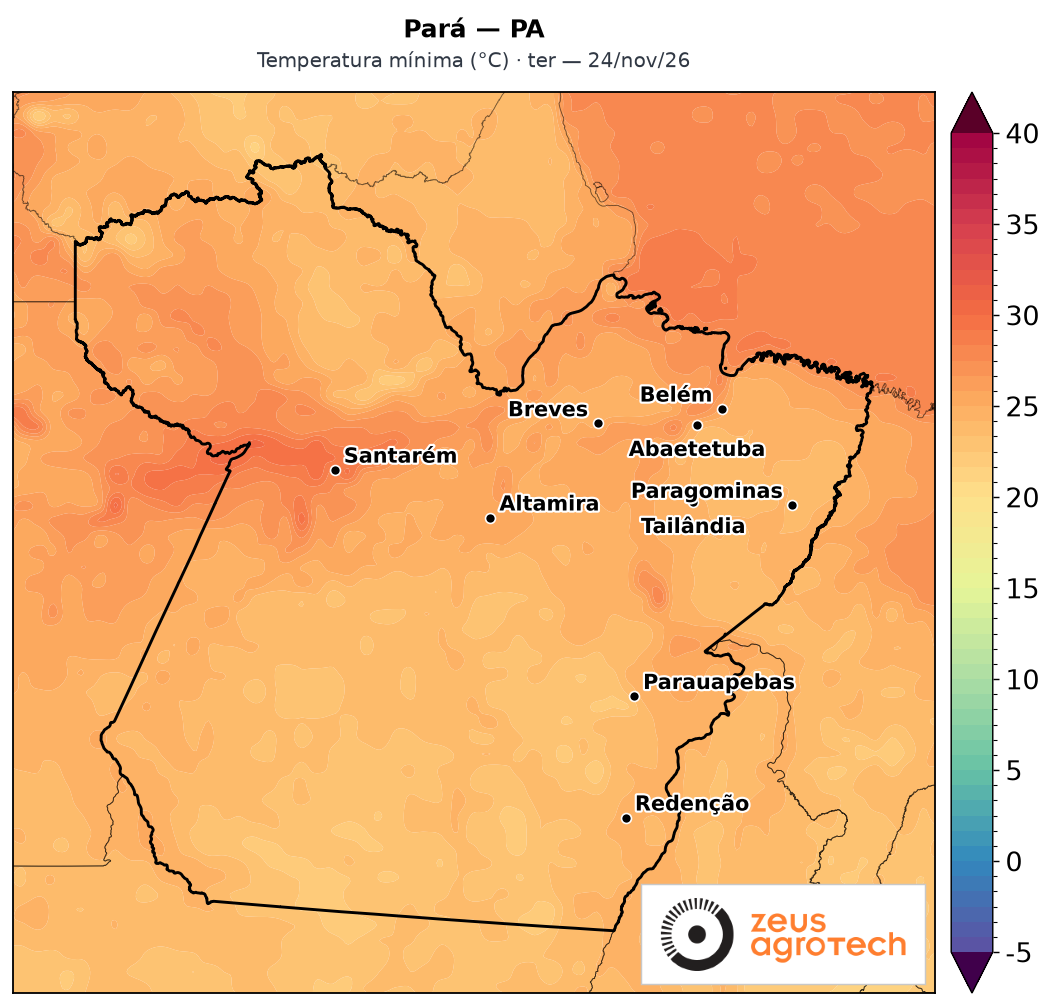 Pará — PA
Temperatura mínima (°C) · ter — 24/nov/26
40
35
30
25
20
15
10
5
0
-5
Belém
Breves
Abaetetuba
Santarém
Paragominas
Altamira
Tailândia
Parauapebas
Redenção
zeus
agrotech